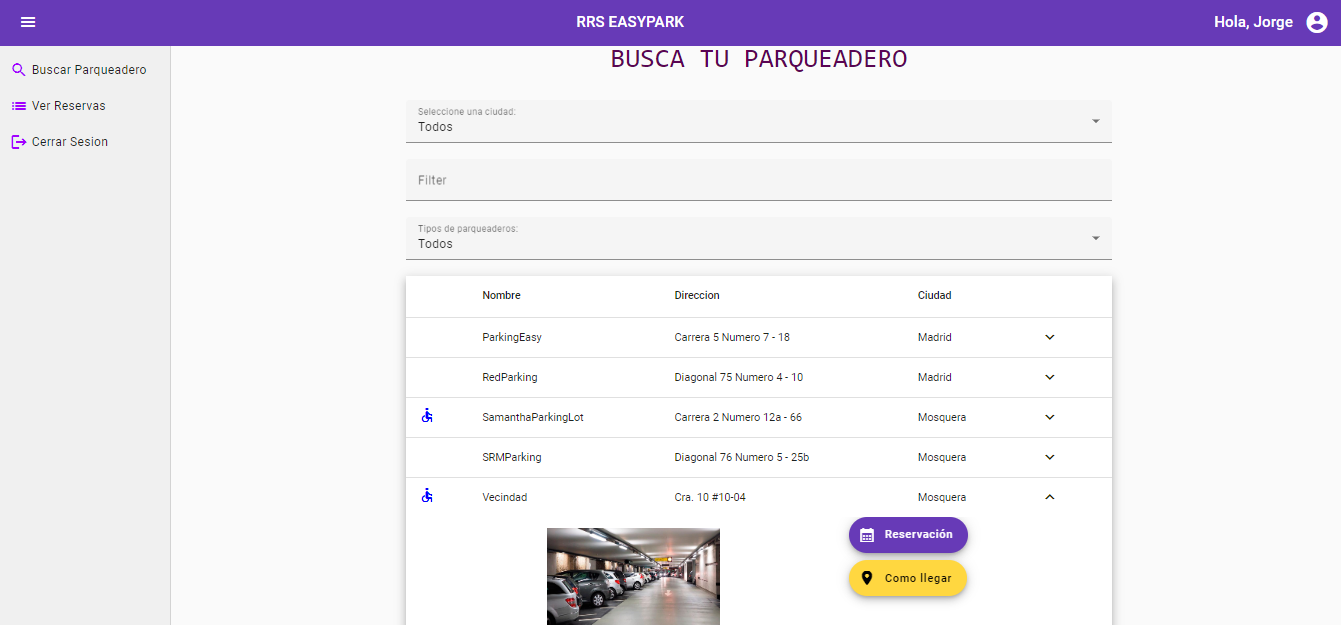 RRS EASYPARK
Hola, Jorge
Buscar Parqueadero
Ver Reservas
Cerrar Sesion
BUSCA TU PARQUEADERO
Seleccione una ciudad:
Todos
Filter
Tipos de parqueaderos:
Todos
Nombre Direccion Ciudad
ParkingEasy Carrera 5 Numero 7 - 18 Madrid
RedParking Diagonal 75 Numero 4 - 10 Madrid
SamanthaParkingLot Carrera 2 Numero 12a - 66 Mosquera
SRMParking Diagonal 76 Numero 5 - 25b Mosquera
Vecindad Cra. 10 #10-04 Mosquera
Reservación
Como llegar